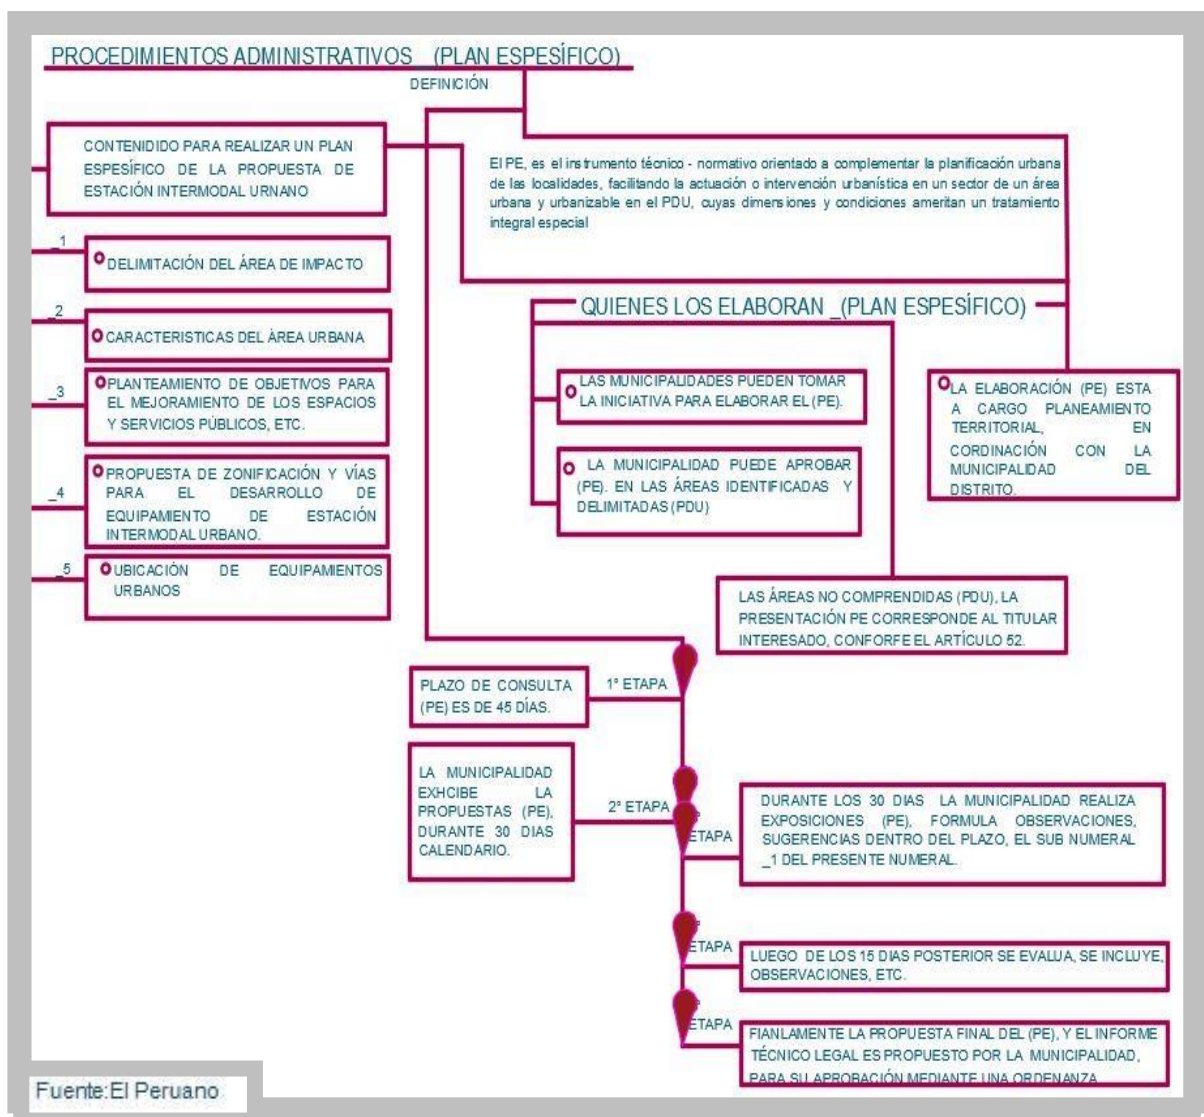 PROCEDIMIENTOS ADMINISTRATIVOS _(PLAN ESPESÍFICO)
DEFINICIÓN
CONTENIDIDO PARA REALIZAR UN PLAN
ESPESÍFICO DE LA PROPUESTA DE
ESTACIÓN INTERMODAL URNANO
El PE, es el instrumento técnico - normativo orientado a complementar la planificación urbana
de las localidades, facilitando la actuación o intervención urbanística en un sector de un área
urbana y urbanizable en el PDU, cuyas dimensiones y condiciones ameritan un tratamiento
integral especial
_1
DELIMITACIÓN DEL ÁREA DE IMPACTO
_2
CARACTERISTICAS DEL ÁREA URBANA
_3
PLANTEAMIENTO DE OBJETIVOS PARA
EL MEJORAMIENTO DE LOS ESPACIOS
Y SERVICIOS PÚBLICOS, ETC.
_4
PROPUESTA DE ZONIFICACIÓN Y VÍAS
PARA EL DESARROLLO DE
EQUIPAMIENTO DE ESTACIÓN
INTERMODAL URBANO.
_5
UBICACIÓN DE EQUIPAMIENTOS
URBANOS
QUIENES LOS ELABORAN _(PLAN ESPESÍFICO)
LAS MUNICIPALIDADES PUEDEN TOMAR
LA INICIATIVA PARA ELABORAR EL (PE).
LA MUNICIPALIDAD PUEDE APROBAR
(PE). EN LAS ÁREAS IDENTIFICADAS Y
DELIMITADAS (PDU)
LA ELABORACIÓN (PE) ESTA
A CARGO PLANEAMIENTO
TERRITORIAL, EN
CORDINACIÓN CON LA
MUNICIPALIDAD DEL
DISTRITO.
LAS ÁREAS NO COMPRENDIDAS (PDU), LA
PRESENTACIÓN PE CORRESPONDE AL TITULAR
INTERESADO, CONFORFE EL ARTÍCULO 52.
PLAZO DE CONSULTA
(PE) ES DE 45 DÍAS.
1° ETAPA
LA MUNICIPALIDAD
EXHCIBE LA
PROPUESTAS (PE),
DURANTE 30 DIAS
CALENDARIO.
2° ETAPA
ETAPA
DURANTE LOS 30 DIAS LA MUNICIPALIDAD REALIZA
EXPOSICIONES (PE), FORMULA OBSERVACIONES,
SUGERENCIAS DENTRO DEL PLAZO, EL SUB NUMERAL
_1 DEL PRESENTE NUMERAL.
ETAPA
LUEGO DE LOS 15 DIAS POSTERIOR SE EVALUA, SE INCLUYE,
OBSERVACIONES, ETC.
ETAPA
FIANLAMENTE LA PROPUESTA FINAL DEL (PE), Y EL INFORME
TÉCNICO LEGAL ES PROPUESTO POR LA MUNICIPALIDAD,
PARA SU APROBACIÓN MEDIANTE UNA ORDENANZA
Fuente:El Peruano